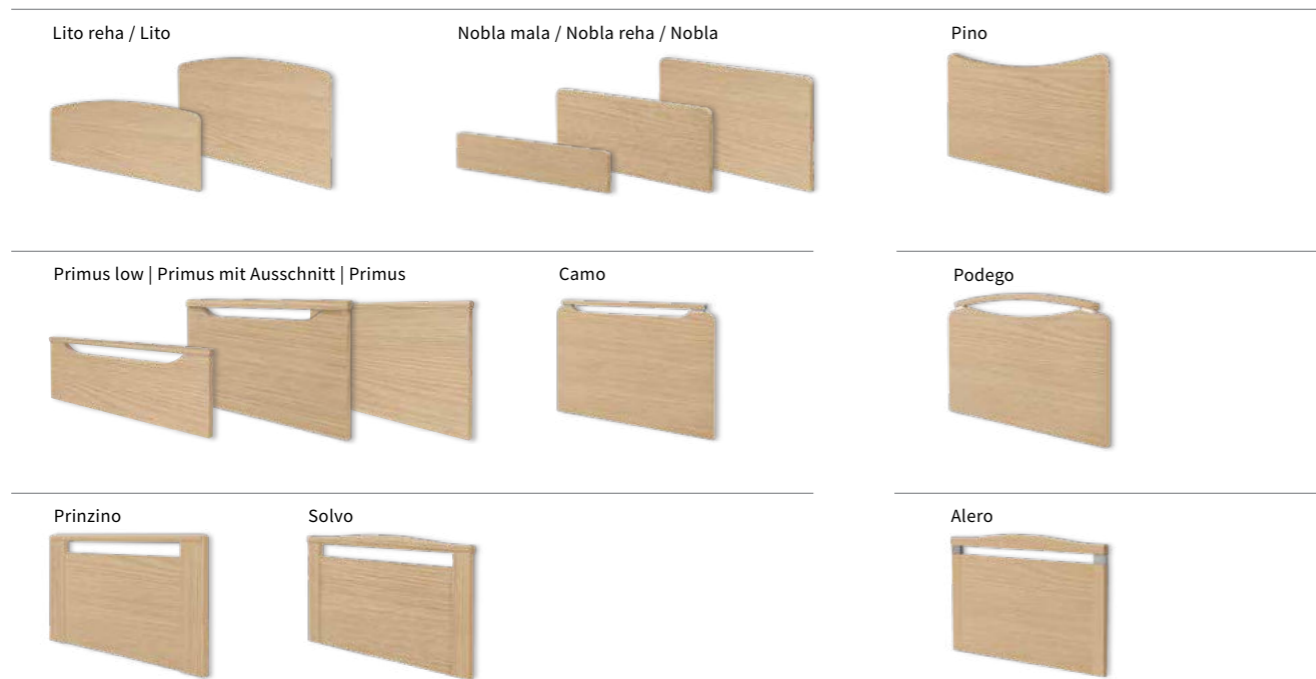 Lito reha / Lito
Nobla mala / Nobla reha / Nobla
Pino
Primus low | Primus mit Ausschnitt | Primus
Camo
Podego
Prinzino
Solvo
Alero